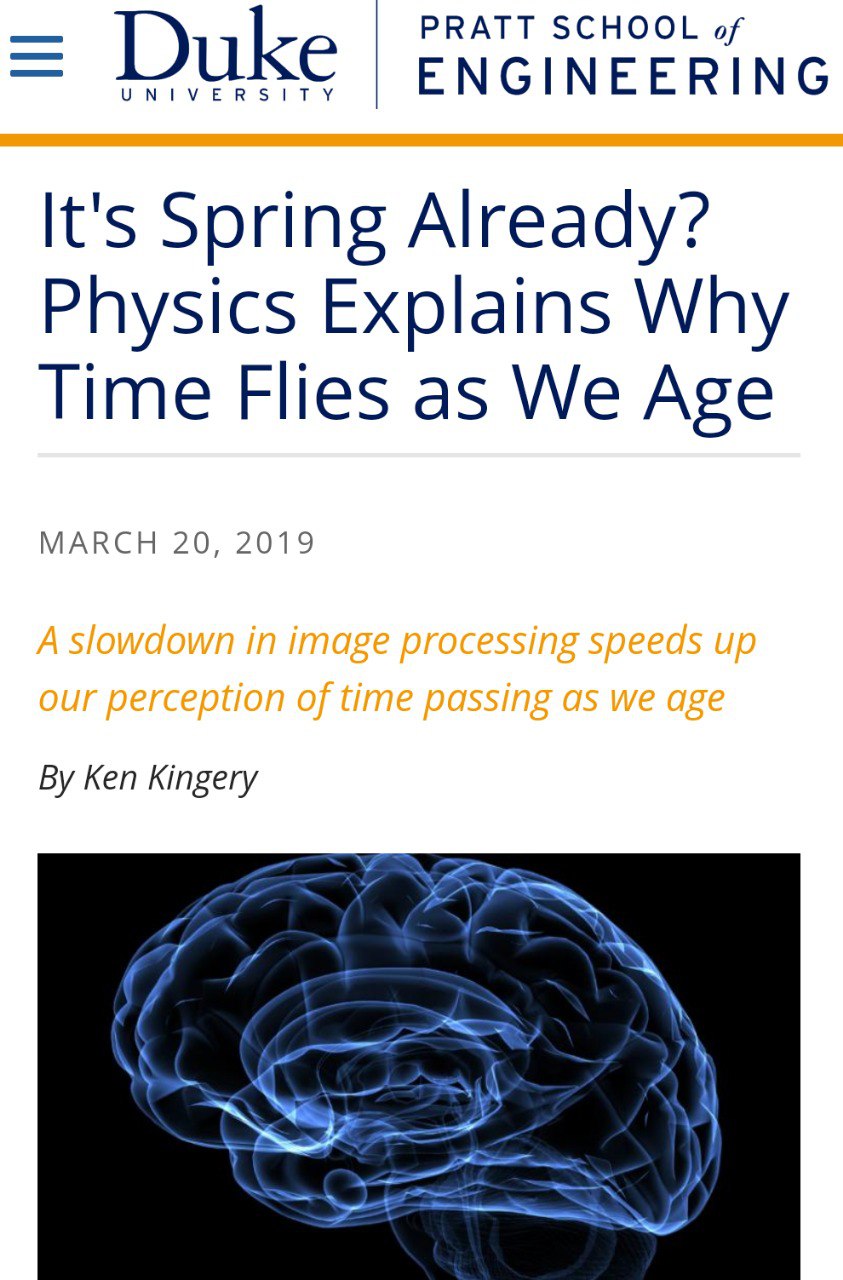 Duke
UNIVERSITY
PRATT SCHOOL of
ENGINEERING
It's Spring Already?
Physics Explains Why
Time Flies as We Age
MARCH 20, 2019
A slowdown in image processing speeds up
our perception of time passing as we age
By Ken Kingery